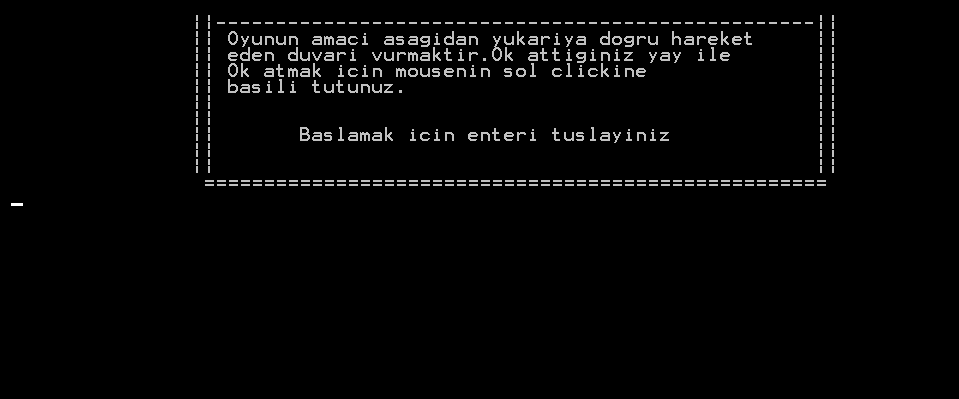 Oyunun amaci asagidan yukariya dogru hareket
eden duvari vurmaktir.Ok attiginiz yay ile
Ok atmak icin mousenin sol clickine
basili tutunuz.
Baslamak icin enteri tuslayiniz